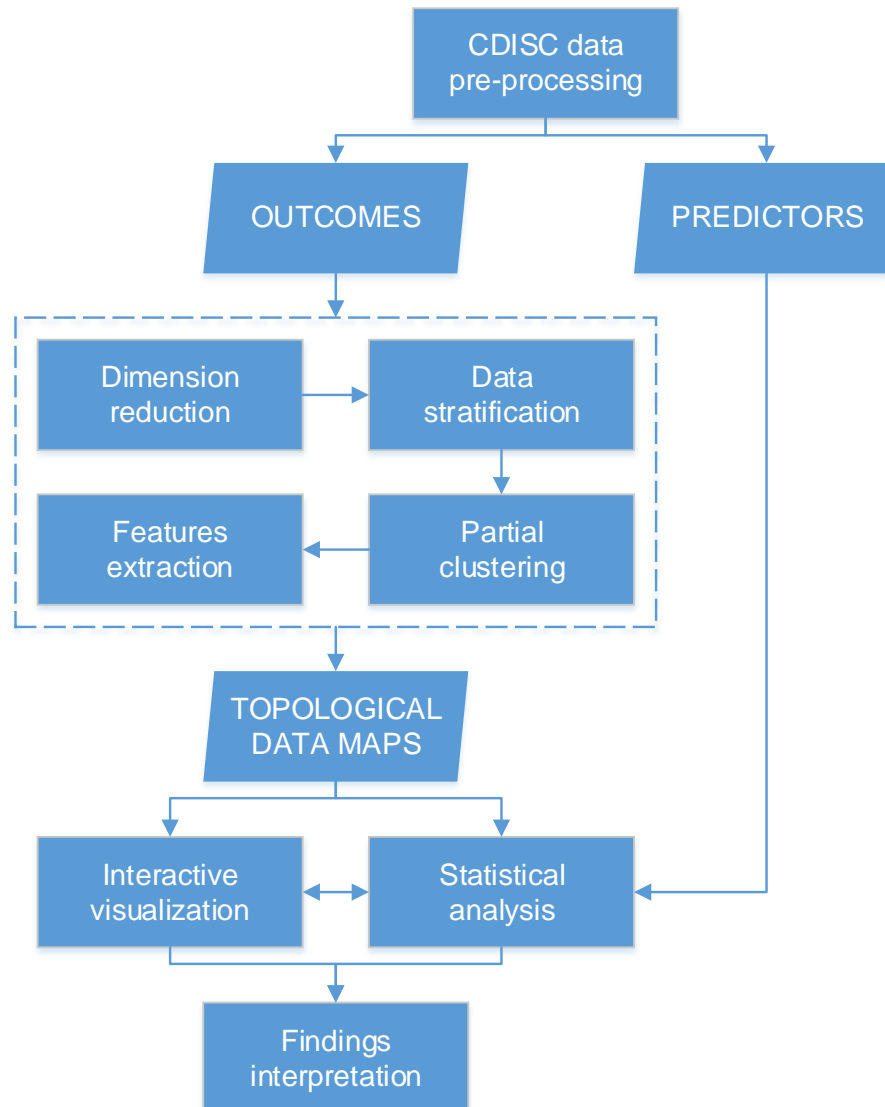 CDISC data
pre-processing
OUTCOMES
PREDICTORS
Dimension
reduction
Data
stratification
Features
extraction
Partial
clustering
TOPOLOGICAL
DATA MAPS
Interactive
visualization
Statistical
analysis
Findings
interpretation